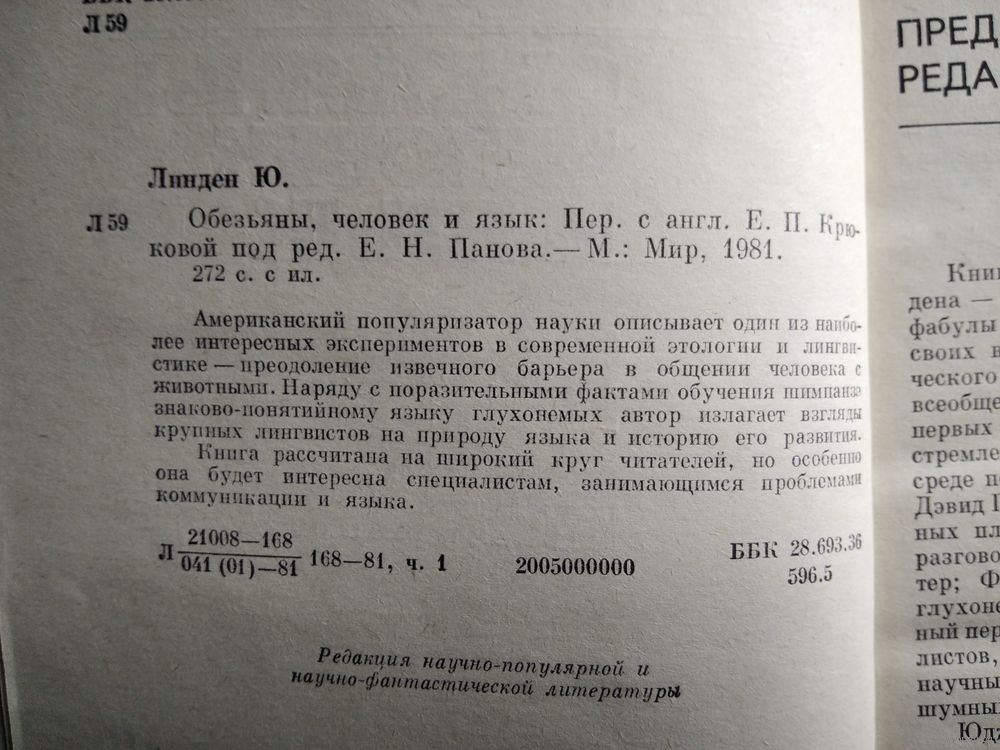 Л 59
Линден Ю.
Л 59 Обезьяны, человек и язык: Пер. с англ. Е. П. Крю-
ковой под ред. Е. Н. Панова.— М.: Мир, 1981.
272 с. с ил.
Американский популяризатор науки описывает один из наибо-
лее интересных экспериментов в современной этологии и лингви-
стике — преодоление извечного барьера в общении человека с
животными. Наряду с поразительными фактами обучения шимпанзе
знаково-понятийному языку глухонемых автор излагает взгляды
крупных лингвистов на природу языка и историю его развития.
Книга рассчитана на широкий круг читателей, но особенно
она будет интересна специалистам, занимающимся проблемами
коммуникации и языка.
Л 21008—168
041 (01)—81 168—81, ч. 1 2005000000 ББК 28.693.36
596.5
Редакция научно-популярной и
научно-фантастической литературы
ПРЕД
РЕДА
Книг
дена —
фабулы
своих в
ческого
всеобще
первых
стремле
среде п
Дэвид
ных пл
разгово
тер; Ф
глухоне
ный пер
листов,
научны
шумны
Юдж